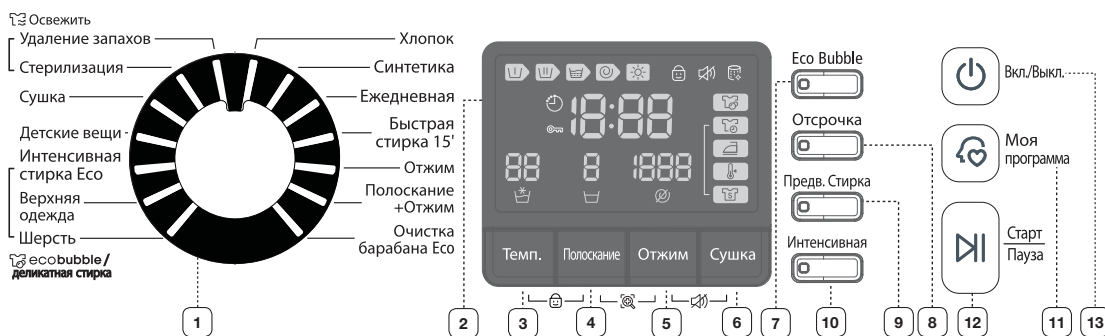 Освежить
Удаление запахов
Стерилизация
Сушка
Детские вещи
Интенсивная
стирка Eco
Верхняя
одежда
Шерсть
ecobubble/
деликатная стирка
Хлопок
Синтетика
Ежедневная
Быстрая
стирка 15'
Отжим
Полоскание
+Отжим
Очистка
барабана Eco
18:88
88 8 1888
Темп. Полоскание Отжим Сушка
Eco Bubble
Отсрочка
Предв. Стирка
Интенсивная
Вкл./Выкл.
Моя
программа
Старт
Пауза
1 2 3 4 5 6 7 10 9 8 12 11 13